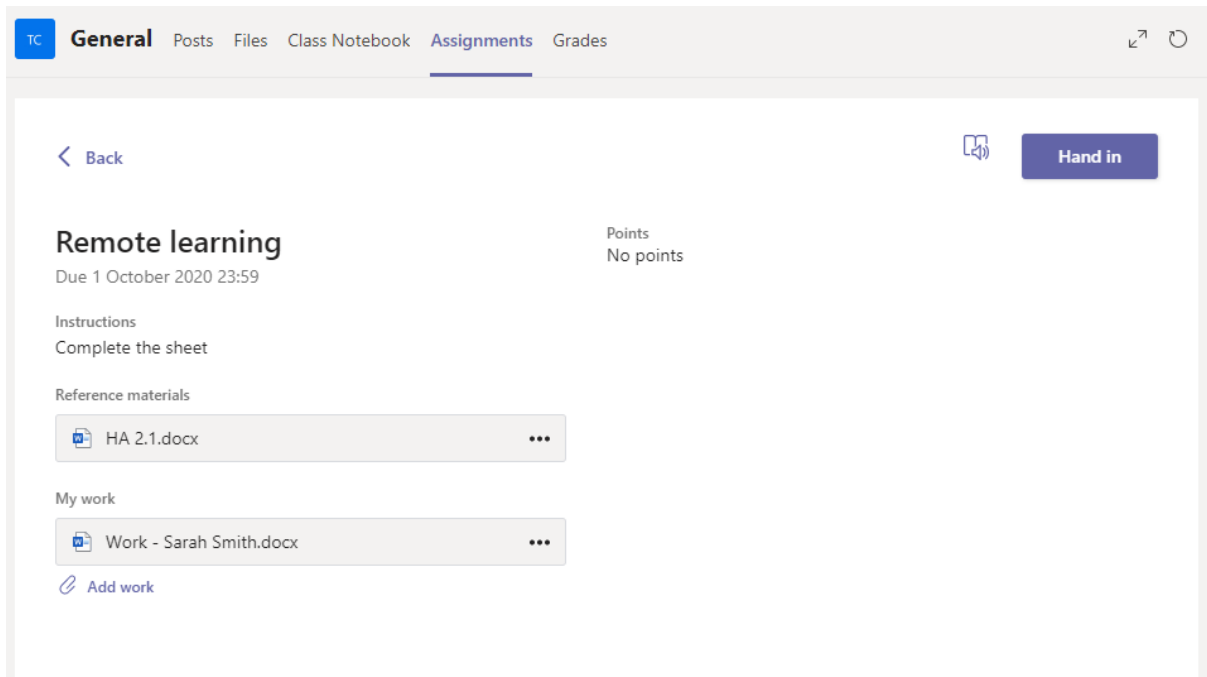 TC General Posts Files Class Notebook Assignments Grades
Back
Hand in
Remote learning
Due 1 October 2020 23:59
Points
No points
Instructions
Complete the sheet
Reference materials
HA 2.1.docx
My work
Work - Sarah Smith.docx
Add work